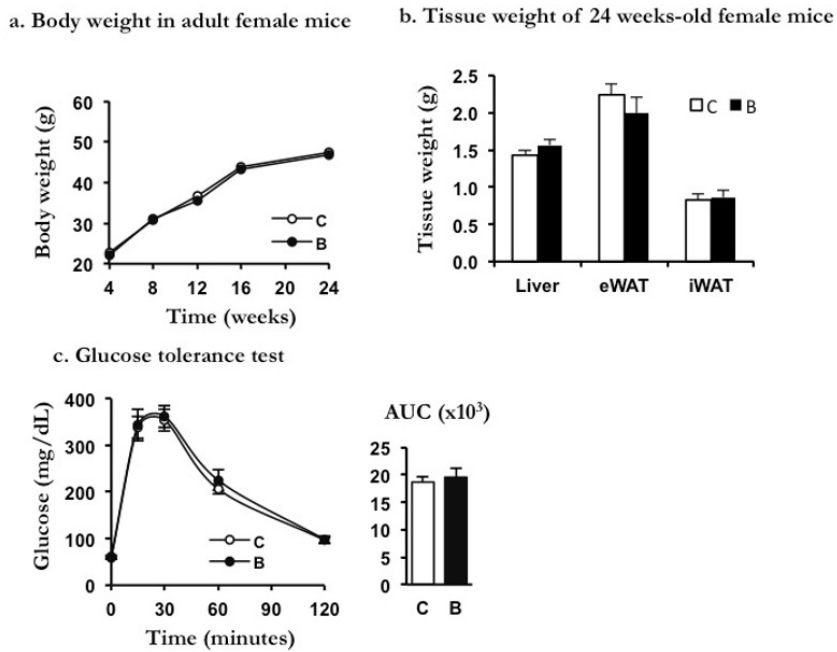 a. Body weight in adult female mice
b. Tissue weight of 24 weeks-old female mice
Body weight (g)
60
50
40
30
20
C
B
4 8 12 16 20 24
Time (weeks)
Tissue weight (g)
2.5
2.0
1.5
1.0
0.5
0.0
C B
Liver eWAT iWAT
c. Glucose tolerance test
Glucose (mg/dL)
400
300
200
100
0
C
B
0 30 60 90 120
Time (minutes)
AUC (x10³)
25
20
15
10
5
0
C B